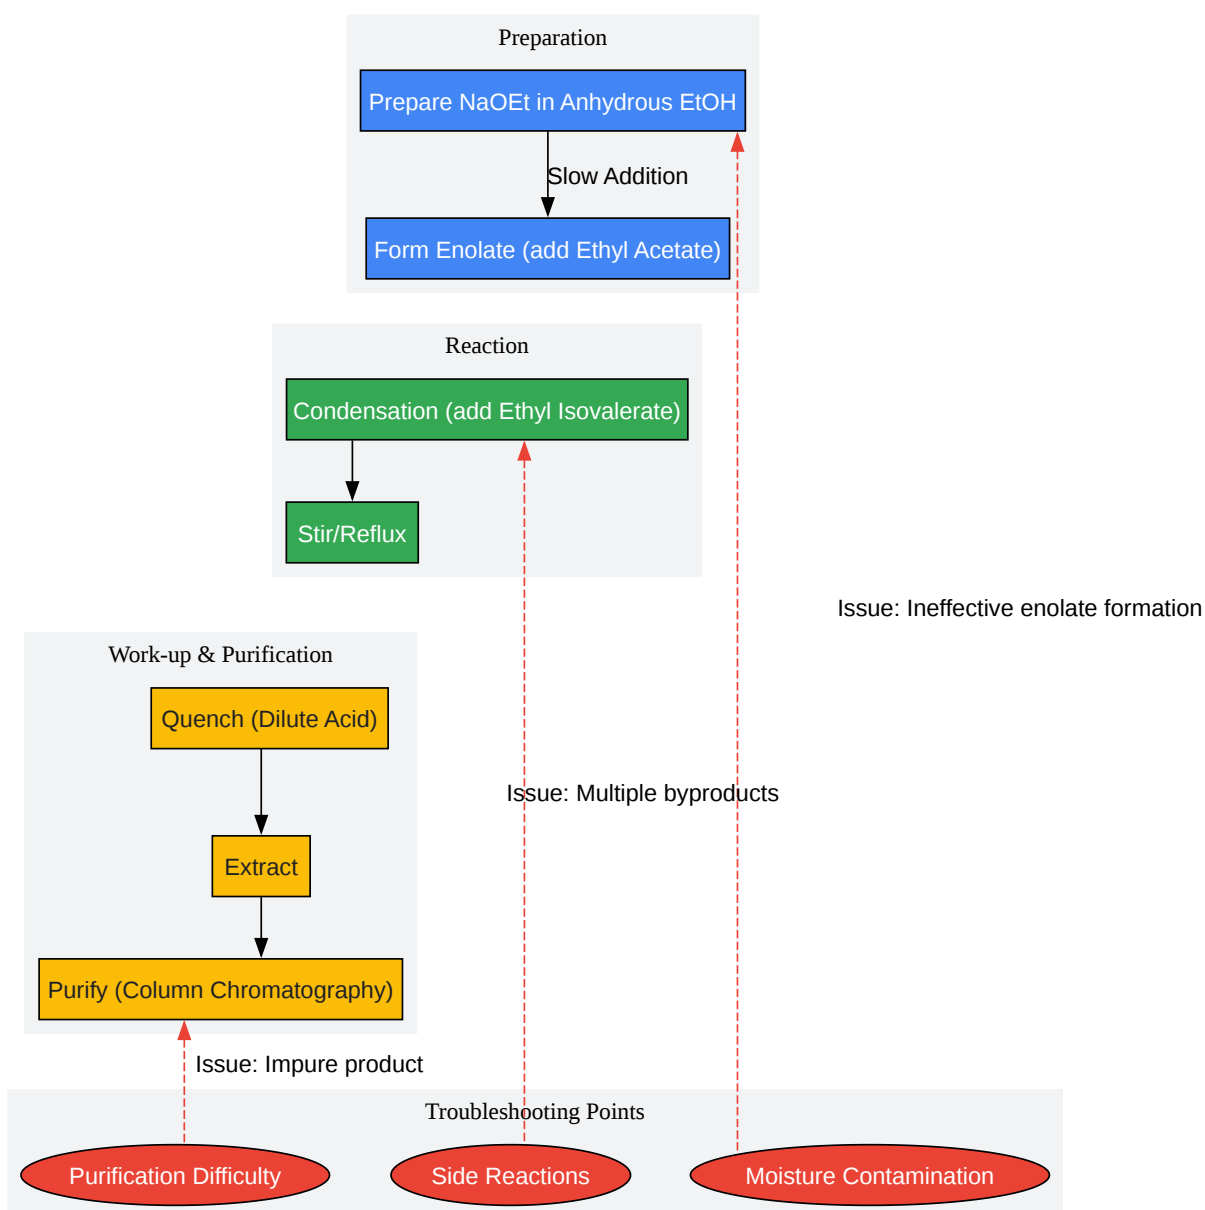 Preparation
Prepare NaOEt in Anhydrous EtOH
Slow Addition
Form Enolate (add Ethyl Acetate)
Reaction
Condensation (add Ethyl Isovalerate)
Stir/Reflux
Issue: Ineffective enolate formation
Work-up & Purification
Quench (Dilute Acid)
Issue: Multiple byproducts
Extract
Purify (Column Chromatography)
Issue: Impure product
Troubleshooting Points
Purification Difficulty
Side Reactions
Moisture Contamination